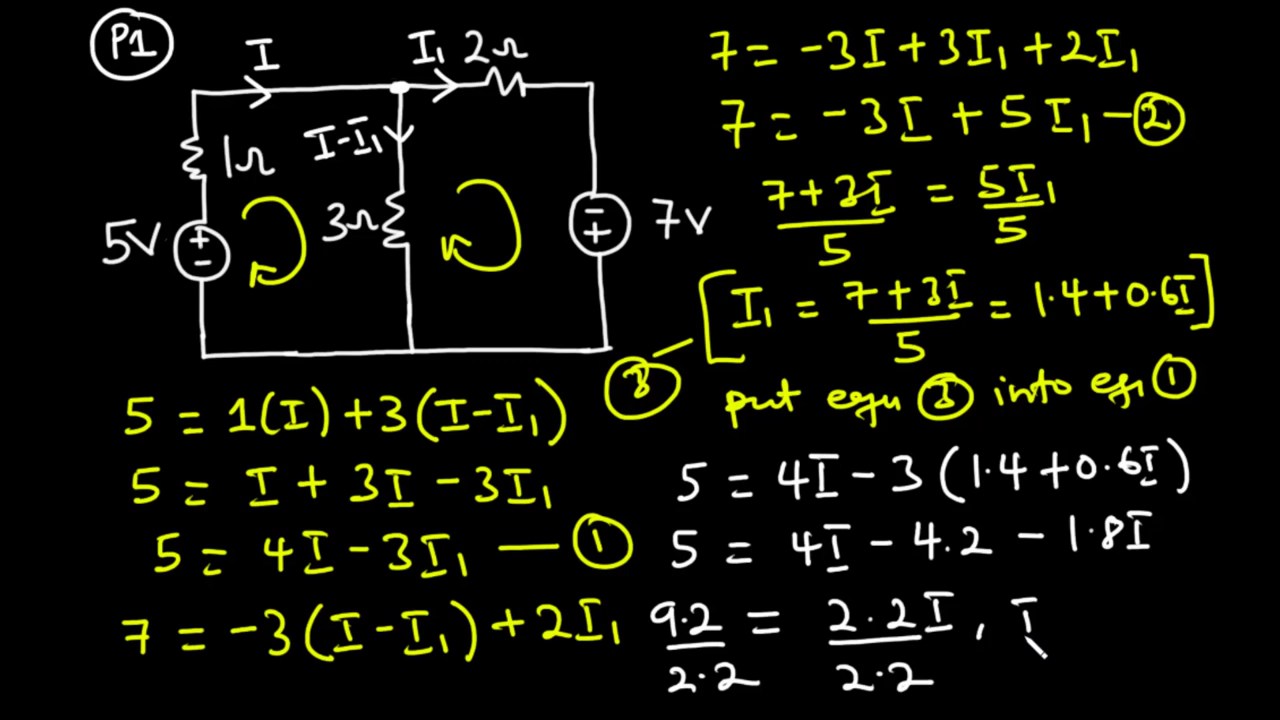 P1
I
I₁ 2Ω
I-I₁
1Ω
3Ω
5V
+
-
-
+
7V
5 = 1(I) + 3(I-I₁)
5 = I + 3I - 3I₁
5 = 4I - 3I₁ — ①
7 = -3(I-I₁) + 2I₁
7 = -3I + 3I₁ + 2I₁
7 = -3I + 5I₁ - ②
(7+3I)/5 = 5I₁/5
③ - [I₁ = (7+3I)/5 = 1.4+0.6I]
put equ ③ into eq. ①
5 = 4I - 3(1.4+0.6I)
5 = 4I - 4.2 - 1.8I
9.2/2.2 = 2.2I/2.2, I